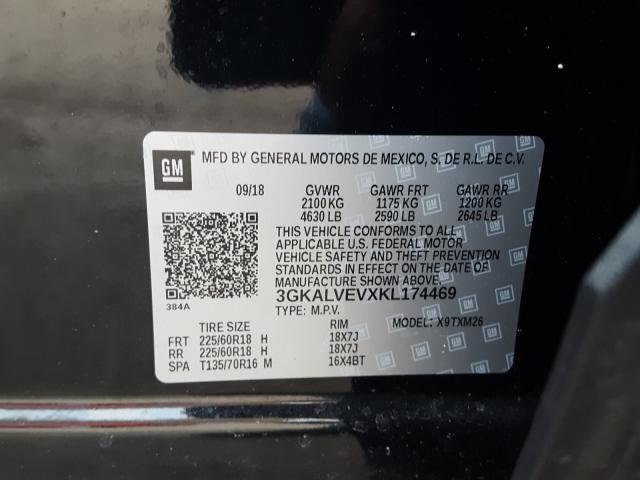 GM MFD BY GENERAL MOTORS DE MEXICO, S. DE R.L. DE C.V.
09/18 GVWR GAWR FRT GAWR RR
2100 KG 1175 KG 1200 KG
4630 LB 2590 LB 2645 LB
THIS VEHICLE CONFORMS TO ALL
APPLICABLE U.S. FEDERAL MOTOR
VEHICLE SAFETY AND THEFT PREVENTION
STANDARDS IN EFFECT ON THE DATE OF
MANUFACTURE SHOWN ABOVE.
384A 3GKALVEVXKL174469
TYPE: M.P.V. MODEL: X9TXM26
TIRE SIZE RIM
FRT 225/60R18 H 18X7J
RR 225/60R18 H 18X7J
SPA T135/70R16 M 16X4BT